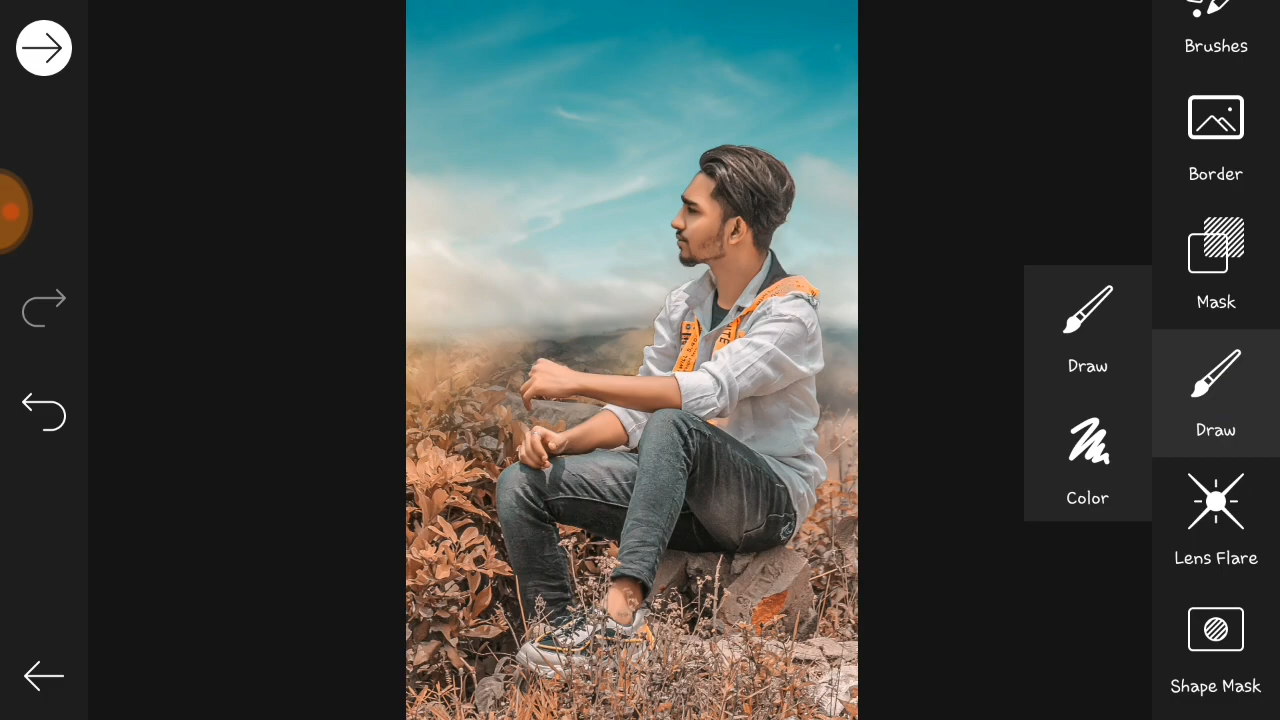 Brushes
Border
Mask
Draw
Color
Draw
Lens Flare
Shape Mask